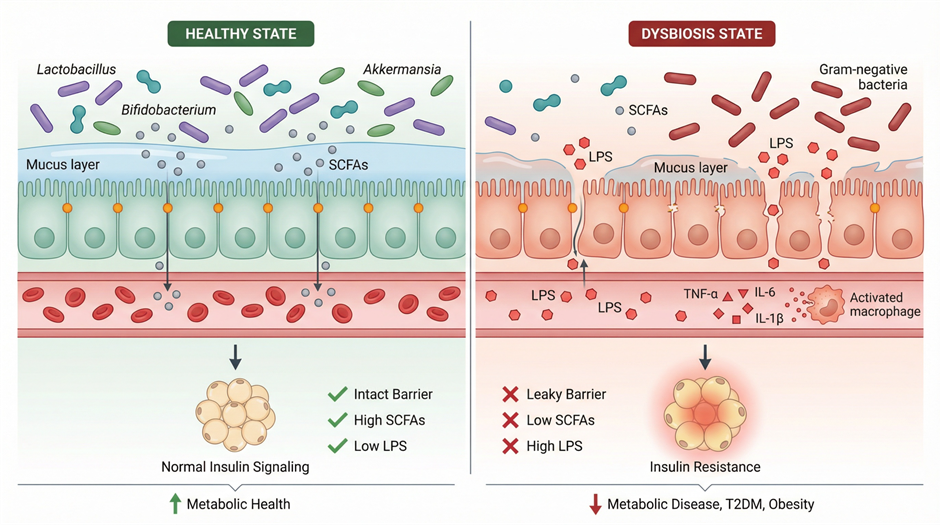 HEALTHY STATE
Lactobacillus
Akkermansia
Bifidobacterium
Mucus layer
SCFAs
Normal Insulin Signaling
Intact Barrier
High SCFAs
Low LPS
Metabolic Health
DYSBIOSIS STATE
Gram-negative
bacteria
SCFAs
LPS
LPS
Mucus layer
LPS
LPS
TNF-α
IL-6
IL-1β
Activated
macrophage
Leaky Barrier
Low SCFAs
High LPS
Insulin Resistance
Metabolic Disease, T2DM, Obesity